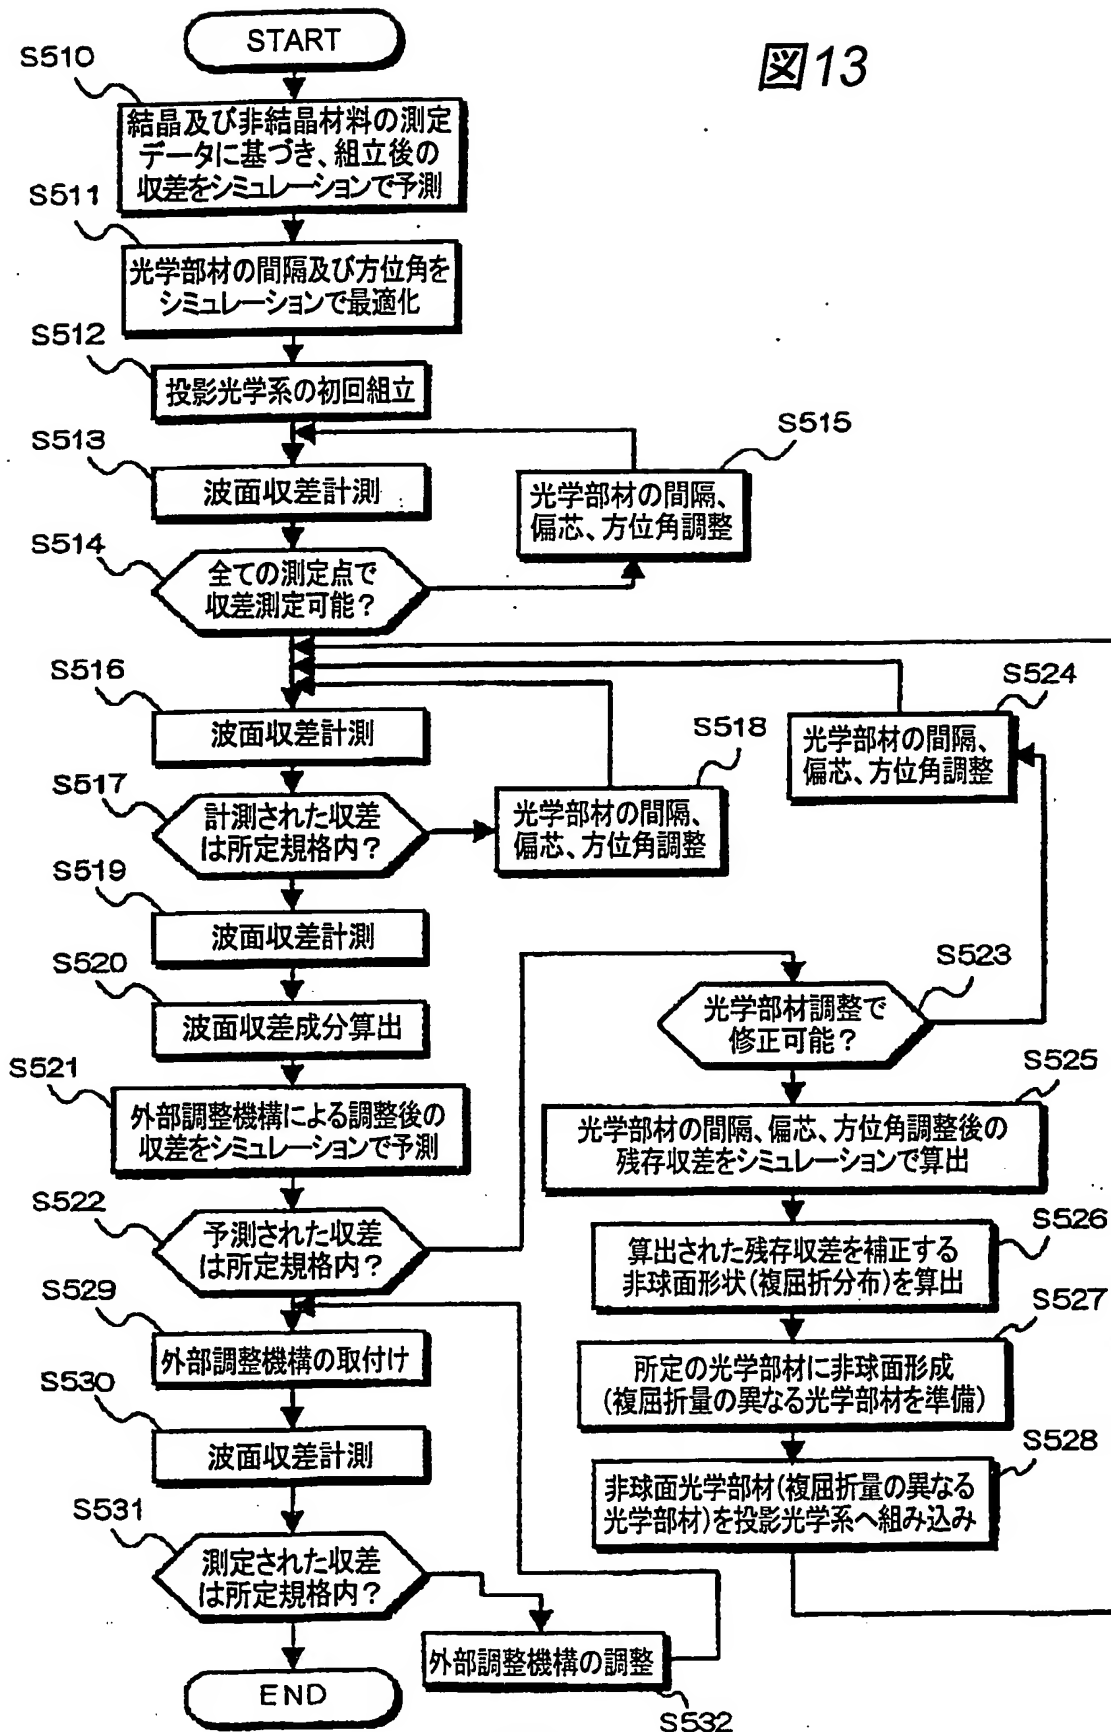 図13
START
S510
結晶及び非結晶材料の測定
データに基づき、組立後の
収差をシミュレーションで予測
S511
光学部材の間隔及び方位角を
シミュレーションで最適化
S512
投影光学系の初回組立
S513
波面収差計測
S515
光学部材の間隔、
偏芯、方位角調整
S514
全ての測定点で
収差測定可能?
S516
波面収差計測
S517
計測された収差
は所定規格内?
S518
光学部材の間隔、
偏芯、方位角調整
S524
光学部材の間隔、
偏芯、方位角調整
S519
波面収差計測
S520
波面収差成分算出
S523
光学部材調整で
修正可能?
S521
外部調整機構による調整後の
収差をシミュレーションで予測
S525
光学部材の間隔、偏芯、方位角調整後の
残存収差をシミュレーションで算出
S522
予測された収差
は所定規格内?
S526
算出された残存収差を補正する
非球面形状(複屈折分布)を算出
S529
外部調整機構の取付け
S527
所定の光学部材に非球面形成
(複屈折量の異なる光学部材を準備)
S530
波面収差計測
S528
非球面光学部材(複屈折量の異なる
光学部材)を投影光学系へ組み込み
S531
測定された収差
は所定規格内?
外部調整機構の調整
S532
END